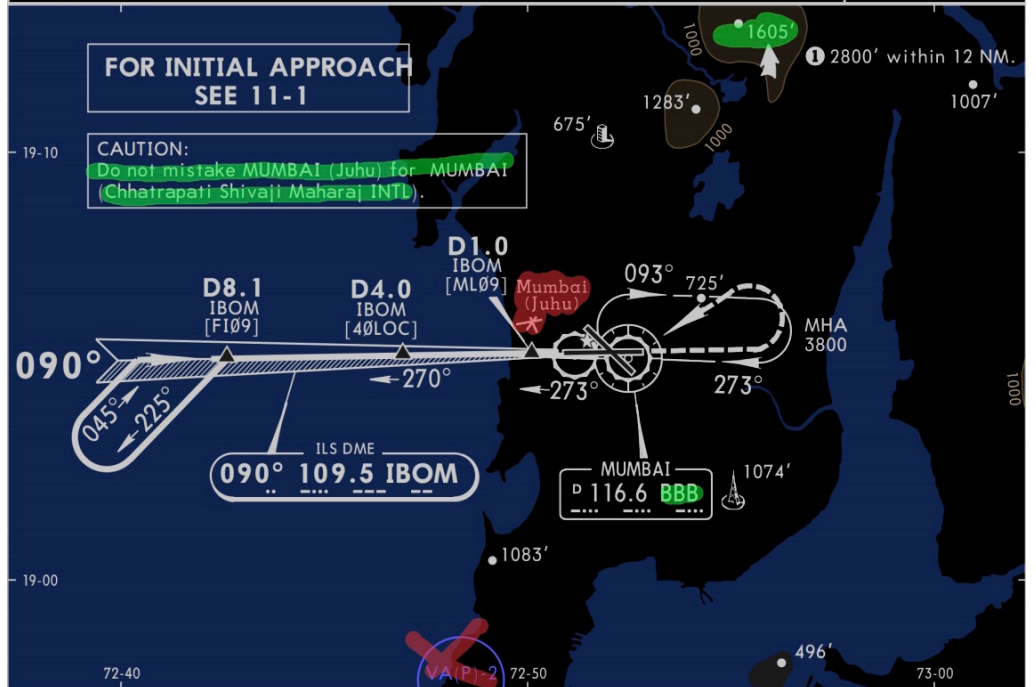 FOR INITIAL APPROACH
SEE 11-1
1000
1605'
1 2800' within 12 NM.
1283'
1007'
675'
1000
19-10
CAUTION:
Do not mistake MUMBAI (Juhu) for MUMBAI
(Chhatrapati Shivaji Maharaj INTL).
D1.0
IBOM
[ML09]
Mumbai
(Juhu)
093°
725'
D8.1
IBOM
[FI09]
D4.0
IBOM
[40LOC]
MHA
3800
090°
270°
273°
273°
1000
045°
225°
ILS DME
090° 109.5 IBOM
MUMBAI
D 116.6 BBB
1074'
1083'
19-00
VA(P)-2
496'
72-40
72-50
73-00